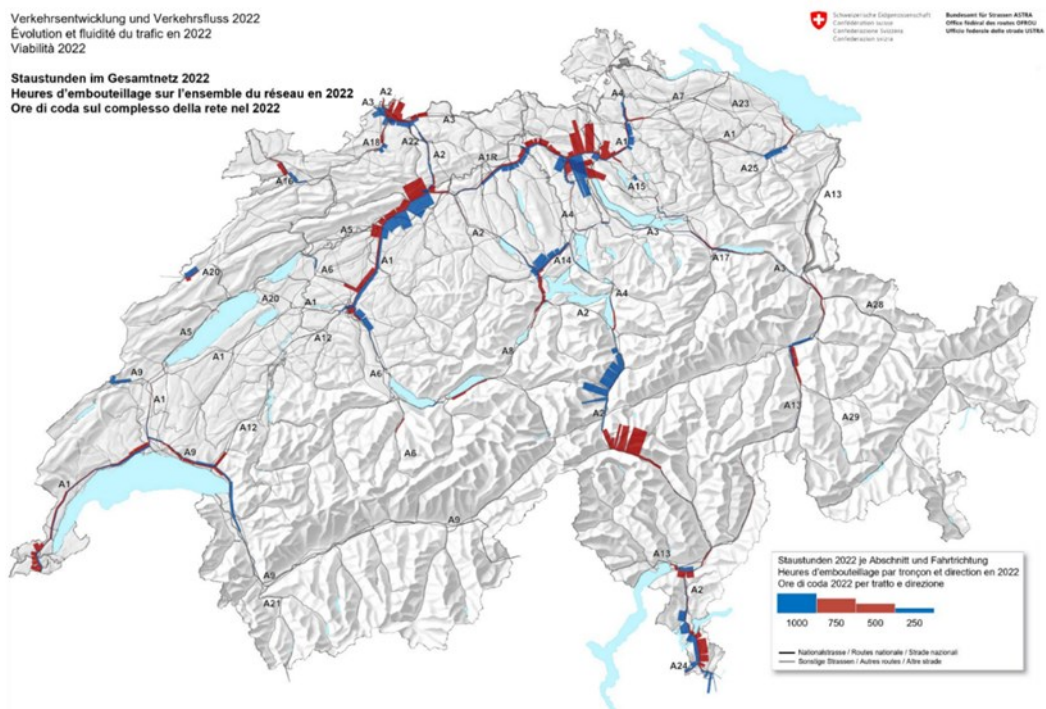 Verkehrsentwicklung und Verkehrsfluss 2022
Évolution et fluidité du trafic en 2022
Viabilità 2022
Staustunden im Gesamtnetz 2022
Heures d'embouteillage sur l'ensemble du réseau en 2022
Ore di coda sul complesso della rete nel 2022
Schweizerische Eidgenossenschaft
Confédération suisse
Confederazione Svizzera
Confederaziun svizra
Bundesamt für Strassen ASTRA
Office fédéral des routes OFROU
Ufficio federale delle strade USTRA
A2
A3
A3
A4
A7
A23
A18
A22
A2
A1R
A1
A1
A25
A16
A15
A13
A5
A4
A3
A2
A17
A3
A20
A6
A1
A14
A20
A1
A4
A28
A5
A1
A12
A2
A8
A9
A6
A2
A1
A12
A13
A29
A6
A9
A1
A9
A13
A9
A2
A21
A24
Staustunden 2022 je Abschnitt und Fahrtrichtung
Heures d'embouteillage par tronçon et direction en 2022
Ore di coda 2022 per tratto e direzione
1000 750 500 250
Nationalstrasse / Routes nationale / Strade nazionali
Sonstige Strassen / Autres routes / Altre strade